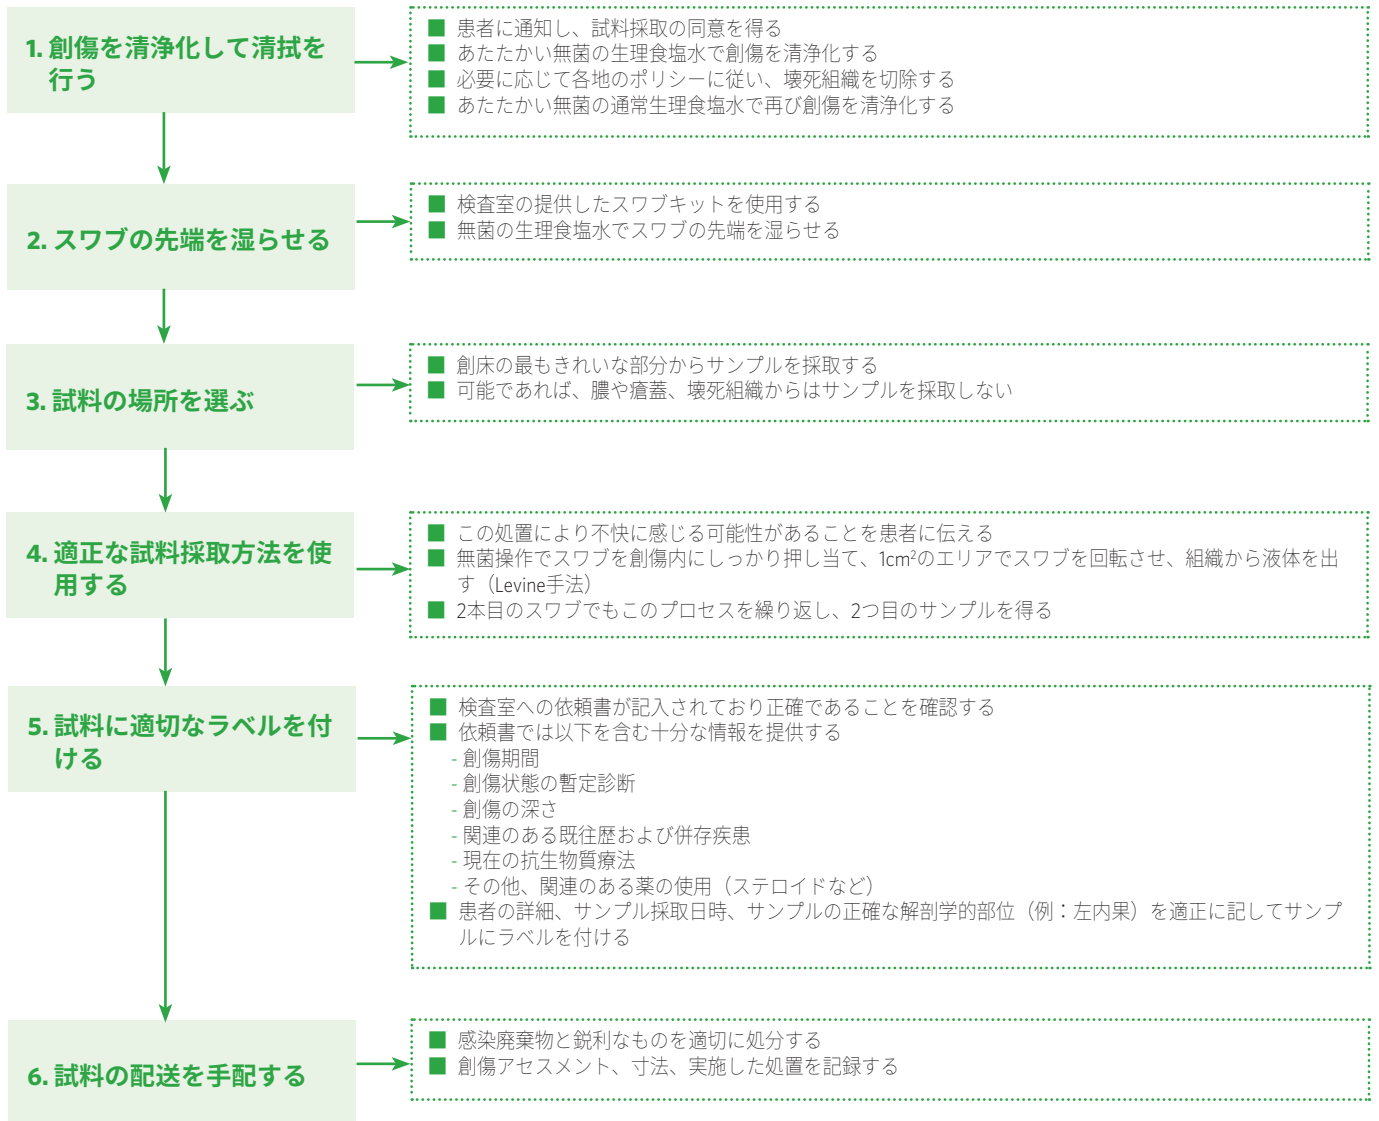 1. 創傷を清浄化して清拭を
行う
■ 患者に通知し、試料採取の同意を得る
■ あたたかい無菌の生理食塩水で創傷を清浄化する
■ 必要に応じて各地のポリシーに従い、壊死組織を切除する
■ あたたかい無菌の通常生理食塩水で再び創傷を清浄化する
2. スワブの先端を湿らせる
■ 検査室の提供したスワブキットを使用する
■ 無菌の生理食塩水でスワブの先端を湿らせる
3. 試料の場所を選ぶ
■ 創床の最もきれいな部分からサンプルを採取する
■ 可能であれば、膿や瘡蓋、壊死組織からはサンプルを採取しない
4. 適正な試料採取方法を使
用する
■ この処置により不快に感じる可能性があることを患者に伝える
■ 無菌操作でスワブを創傷内にしっかり押し当て、1cm²のエリアでスワブを回転させ、組織から液体を出
す（Levine手法）
■ 2本目のスワブでもこのプロセスを繰り返し、2つ目のサンプルを得る
5. 試料に適切なラベルを付
ける
■ 検査室への依頼書が記入されており正確であることを確認する
■ 依頼書では以下を含む十分な情報を提供する
- 創傷期間
- 創傷状態の暫定診断
- 創傷の深さ
- 関連のある既往歴および併存疾患
- 現在の抗生物質療法
- その他、関連のある薬の使用（ステロイドなど）
■ 患者の詳細、サンプル採取日時、サンプルの正確な解剖学的部位（例：左内果）を適正に記してサンプ
ルにラベルを付ける
6. 試料の配送を手配する
■ 感染廃棄物と鋭利なものを適切に処分する
■ 創傷アセスメント、寸法、実施した処置を記録する